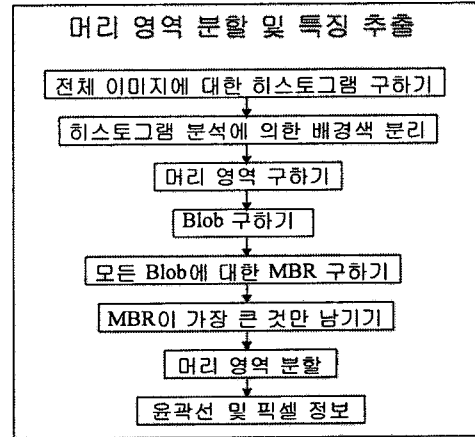 머리 영역 분할 및 특징 추출
전체 이미지에 대한 히스토그램 구하기
히스토그램 분석에 의한 배경색 분리
머리 영역 구하기
Blob 구하기
모든 Blob에 대한 MBR 구하기
MBR이 가장 큰 것만 남기기
머리 영역 분할
윤곽선 및 픽셀 정보